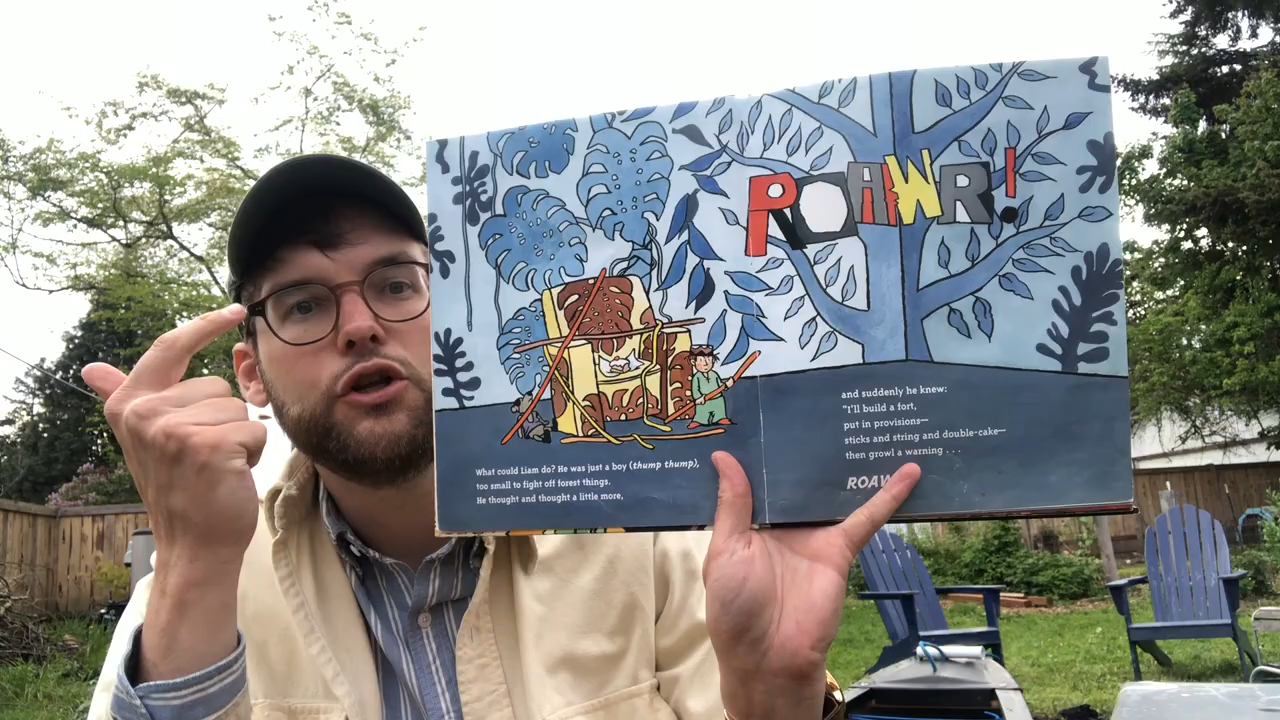 ROAWR!
What could Liam do? He was just a boy (thump thump),
too small to fight off forest things.
He thought and thought a little more,
and suddenly he knew:
"I'll build a fort,
put in provisions—
sticks and string and double-cake—
then growl a warning . . .